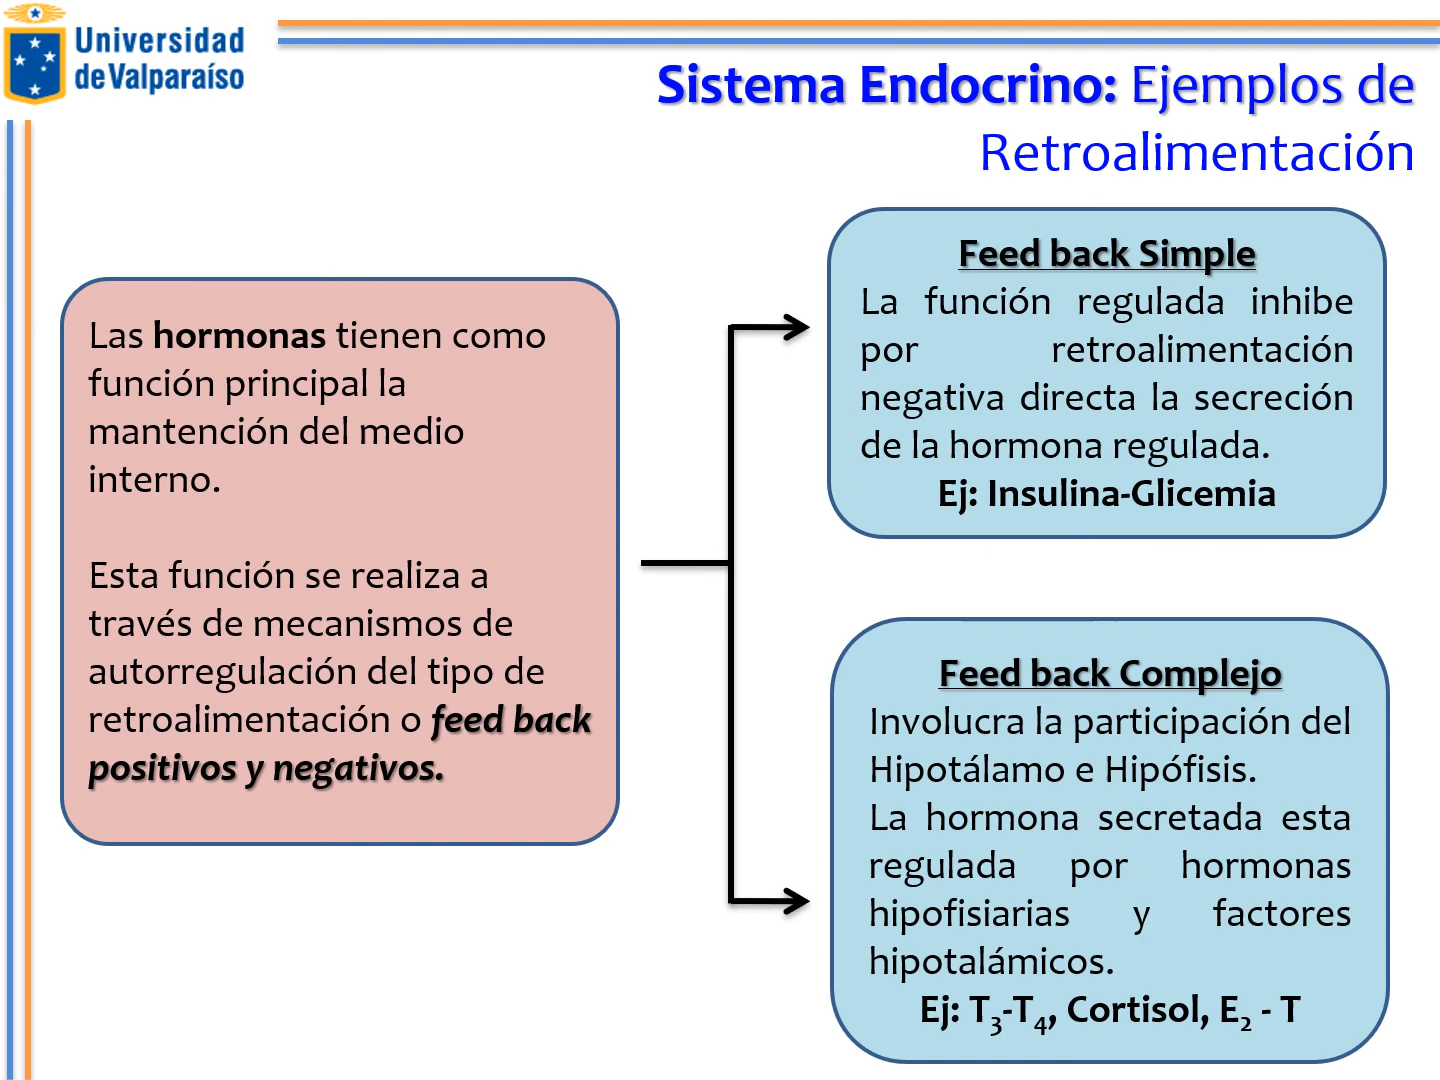 Universidad
de Valparaíso
Sistema Endocrino: Ejemplos de
Retroalimentación
Las hormonas tienen como
función principal la
mantención del medio
interno.
Esta función se realiza a
través de mecanismos de
autorregulación del tipo de
retroalimentación o feed back
positivos y negativos.
Feed back Simple
La función regulada inhibe
por retroalimentación
negativa directa la secreción
de la hormona regulada.
Ej: Insulina-Glicemia
Feed back Complejo
Involucra la participación del
Hipotálamo e Hipófisis.
La hormona secretada esta
regulada por hormonas
hipofisiarias y factores
hipotalámicos.
Ej: T₃-T₄, Cortisol, E₂ - T